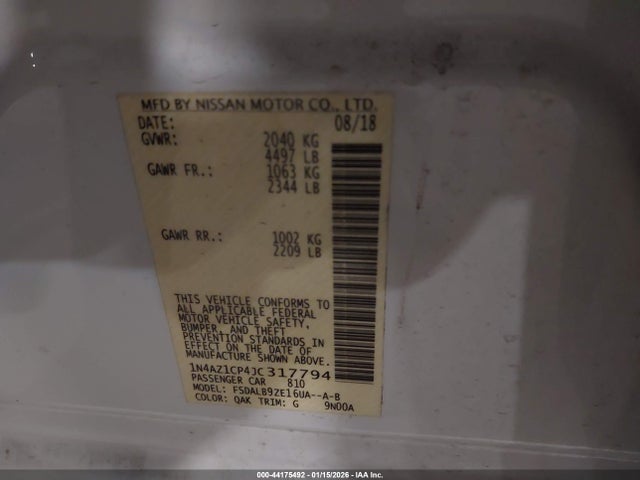 MFD BY NISSAN MOTOR CO., LTD.
DATE: 08/18
GVWR: 2040 KG
4497 LB
GAWR FR.: 1063 KG
2344 LB
GAWR RR.: 1002 KG
2209 LB
THIS VEHICLE CONFORMS TO
ALL APPLICABLE FEDERAL
MOTOR VEHICLE SAFETY,
BUMPER, AND THEFT
PREVENTION STANDARDS IN
EFFECT ON THE DATE OF
MANUFACTURE SHOWN ABOVE.
1N4AZ1CP4JC317794
PASSENGER CAR 810
MODEL: FSDALB9ZE16UA--A-B
COLOR: QAK TRIM: G 9N00A
000-44175492 - 01/15/2026 - IAA Inc.